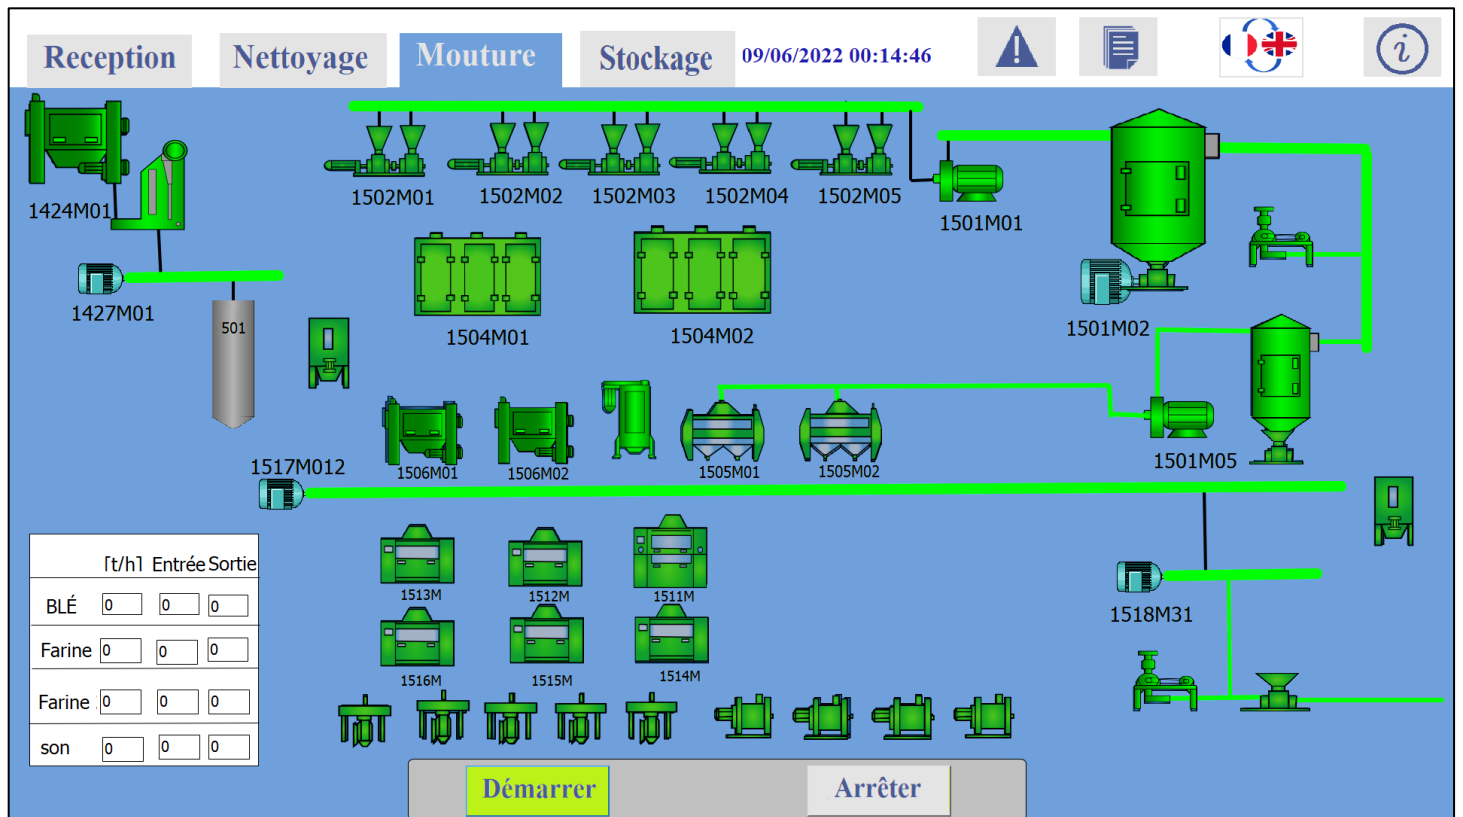 Reception Nettoyage Mouture Stockage 09/06/2022 00:14:46 i
1502M01 1502M02 1502M03 1502M04 1502M05
1424M01
1501M01
1427M01
501
1504M01 1504M02
1501M02
1506M01 1506M02 1505M01 1505M02
1501M05
1517M012
[t/h] Entrée Sortie
BLÉ 0 0 0
Farine 0 0 0
Farine 0 0 0
son 0 0 0
1513M 1512M 1511M
1518M31
1516M 1515M 1514M
Démarrer Arrêter